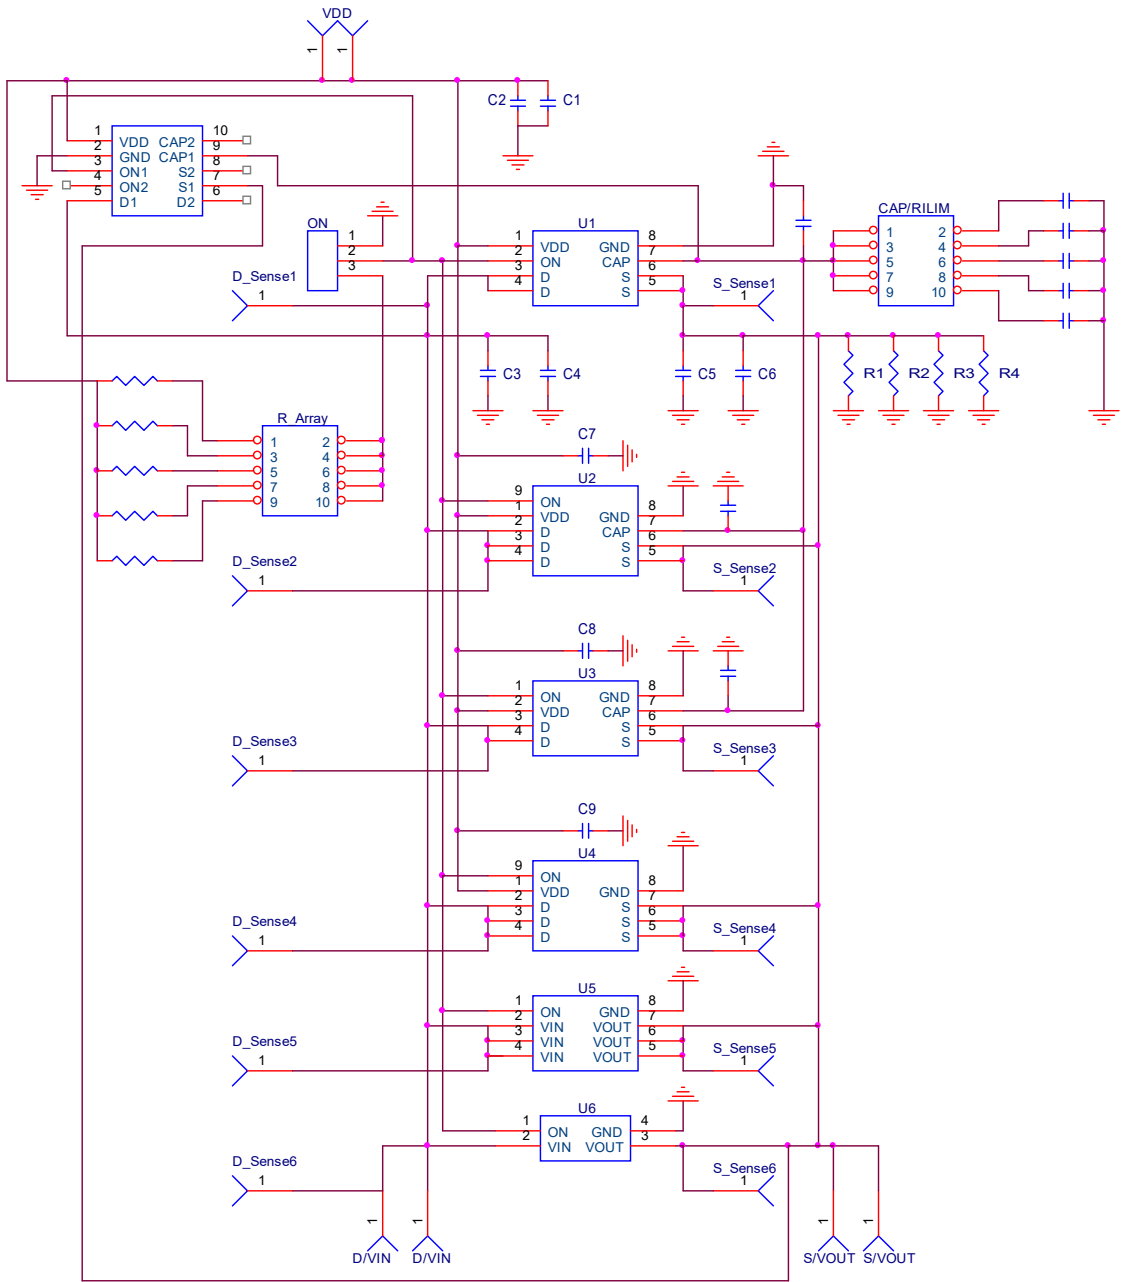 VDD
1 1
C2 C1
1 VDD CAP2 10
2 GND CAP1 9
3 ON1 S2 8
4 ON2 S1 7
5 D1 D2 6
ON
1
2
3
U1
1 VDD GND 8
2 ON CAP 7
3 D S 6
4 D S 5
CAP/RILIM
1 2
3 4
5 6
7 8
9 10
D_Sense1
1
S_Sense1
1
C3 C4 C5 C6 R1 R2 R3 R4
R_Array
1 2
3 4
5 6
7 8
9 10
C7
U2
9 ON
1 VDD GND 8
2 D CAP 7
3 D S 6
4 D S 5
D_Sense2
1
S_Sense2
1
C8
U3
1 ON GND 8
2 VDD CAP 7
3 D S 6
4 D S 5
D_Sense3
1
S_Sense3
1
C9
U4
9 ON
1 VDD GND 8
2 D S 7
3 D S 6
4 D S 5
D_Sense4
1
S_Sense4
1
U5
1 ON GND 8
2 VIN VOUT 7
3 VIN VOUT 6
4 VIN VOUT 5
D_Sense5
1
S_Sense5
1
U6
1 ON GND 4
2 VIN VOUT 3
D_Sense6
1
S_Sense6
1
1 1 1 1
D/VIN D/VIN S/VOUT S/VOUT